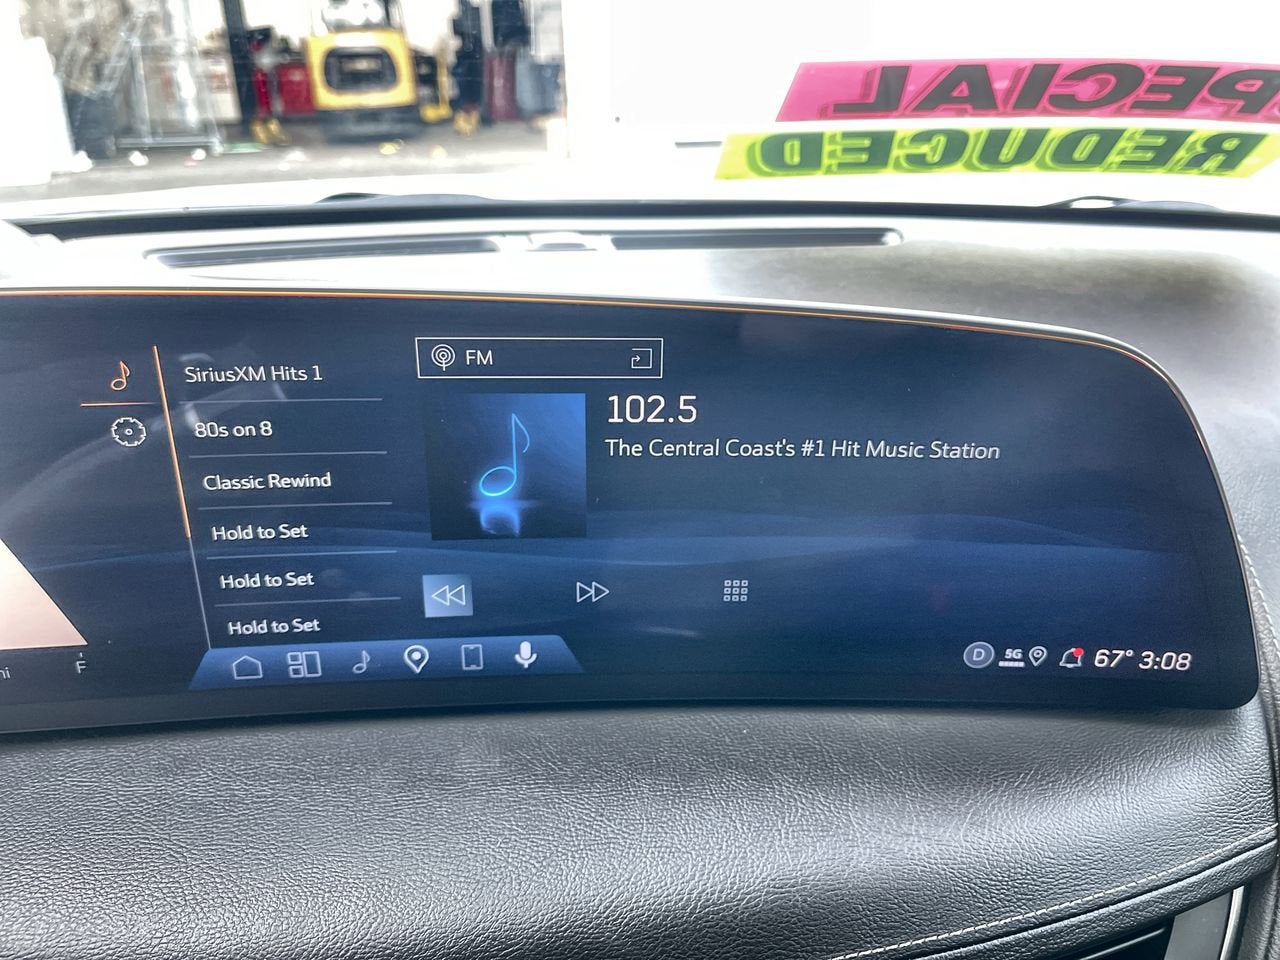 SPECIAL
REDUCED
SiriusXM Hits 1
80s on 8
Classic Rewind
Hold to Set
Hold to Set
Hold to Set
FM
102.5
The Central Coast's #1 Hit Music Station
mi
F
D
5G
67° 3:08